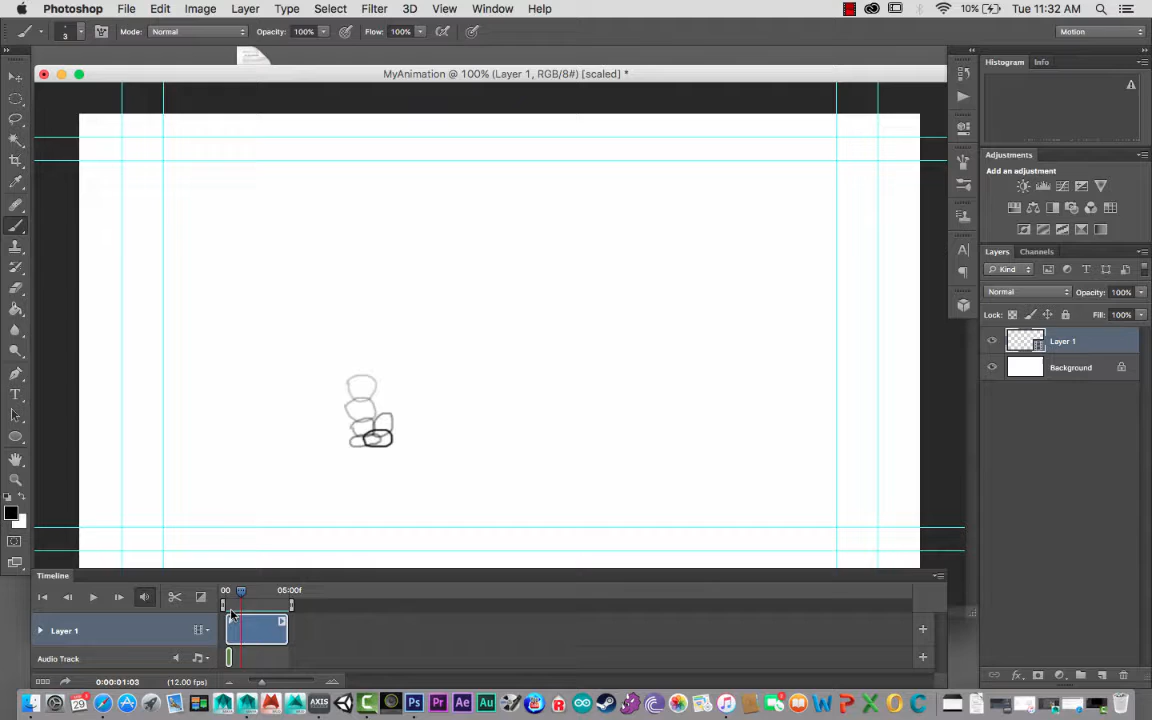 Photoshop File Edit Image Layer Type Select Filter 3D View Window Help 10% Tue 11:32 AM
3 Mode: Normal Opacity: 100% Flow: 100% Motion
MyAnimation @ 100% (Layer 1, RGB/8#) [scaled] *
Histogram Info
Adjustments
Add an adjustment
Layers Channels
Kind
Normal Opacity: 100%
Lock: Fill: 100%
Layer 1
Background
Timeline
00 05:00f
Layer 1
Audio Track
0:00:01:03 (12.00 fps)